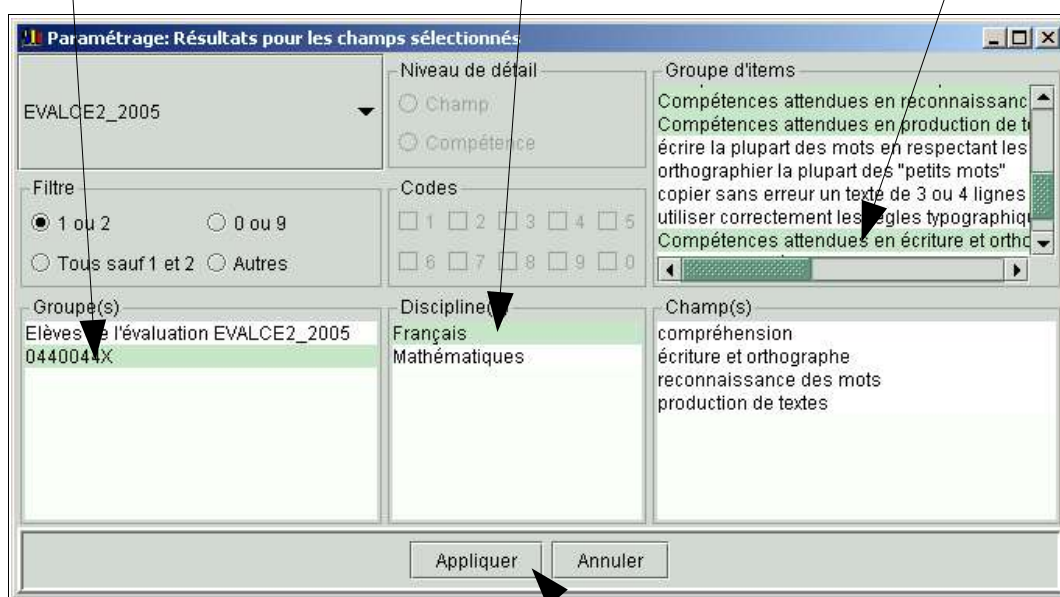 Paramétrage: Résultats pour les champs sélectionnés
EVALCE2_2005
Niveau de détail
Champ
Compétence
Groupe d'items
Compétences attendues en reconnaissanc
Compétences attendues en production de te
écrire la plupart des mots en respectant les
orthographier la plupart des "petits mots"
copier sans erreur un texte de 3 ou 4 lignes
utiliser correctement les règles typographiqu
Compétences attendues en écriture et ortho
Filtre
1 ou 2
0 ou 9
Tous sauf 1 et 2
Autres
Codes
1 2 3 4 5
6 7 8 9 0
Groupe(s)
Elèves de l'évaluation EVALCE2_2005
0440044X
Discipline(s)
Français
Mathématiques
Champ(s)
compréhension
écriture et orthographe
reconnaissance des mots
production de textes
Appliquer
Annuler